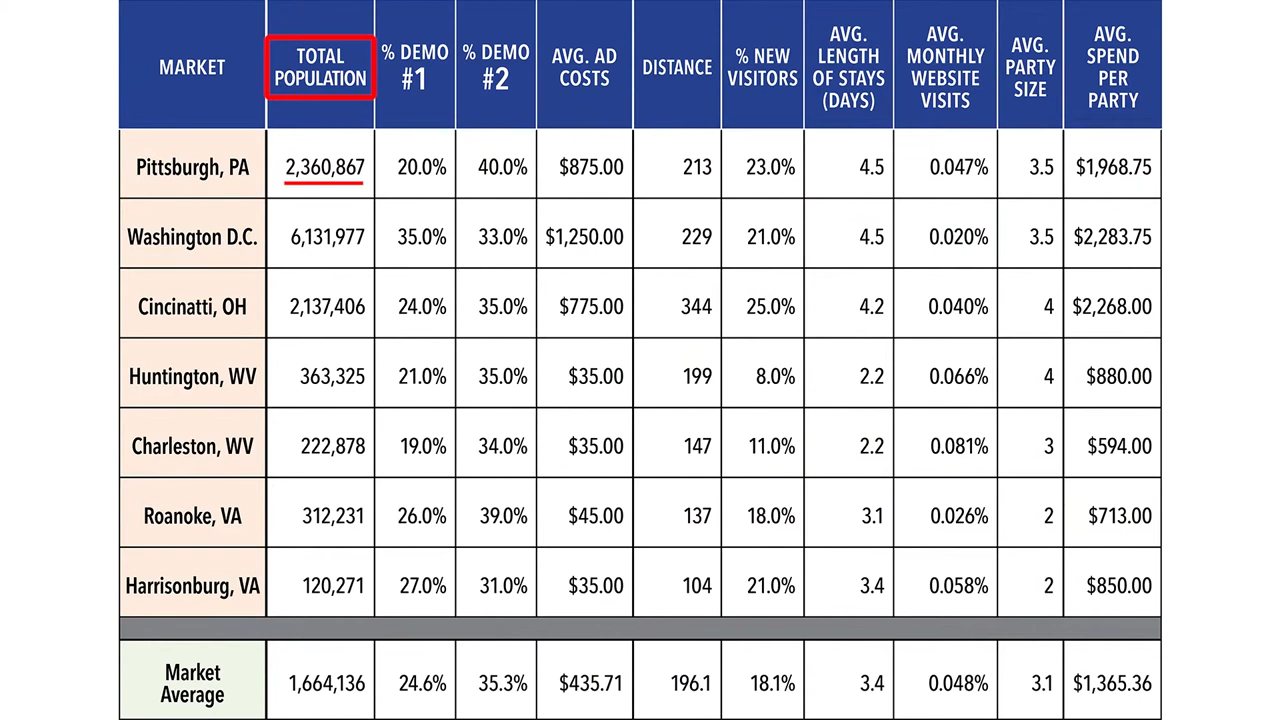 MARKET TOTAL POPULATION % DEMO #1 % DEMO #2 AVG. AD COSTS DISTANCE % NEW VISITORS AVG. LENGTH OF STAYS (DAYS) AVG. MONTHLY WEBSITE VISITS AVG. PARTY SIZE AVG. SPEND PER PARTY
Pittsburgh, PA 2,360,867 20.0% 40.0% $875.00 213 23.0% 4.5 0.047% 3.5 $1,968.75
Washington D.C. 6,131,977 35.0% 33.0% $1,250.00 229 21.0% 4.5 0.020% 3.5 $2,283.75
Cincinatti, OH 2,137,406 24.0% 35.0% $775.00 344 25.0% 4.2 0.040% 4 $2,268.00
Huntington, WV 363,325 21.0% 35.0% $35.00 199 8.0% 2.2 0.066% 4 $880.00
Charleston, WV 222,878 19.0% 34.0% $35.00 147 11.0% 2.2 0.081% 3 $594.00
Roanoke, VA 312,231 26.0% 39.0% $45.00 137 18.0% 3.1 0.026% 2 $713.00
Harrisonburg, VA 120,271 27.0% 31.0% $35.00 104 21.0% 3.4 0.058% 2 $850.00
Market Average 1,664,136 24.6% 35.3% $435.71 196.1 18.1% 3.4 0.048% 3.1 $1,365.36